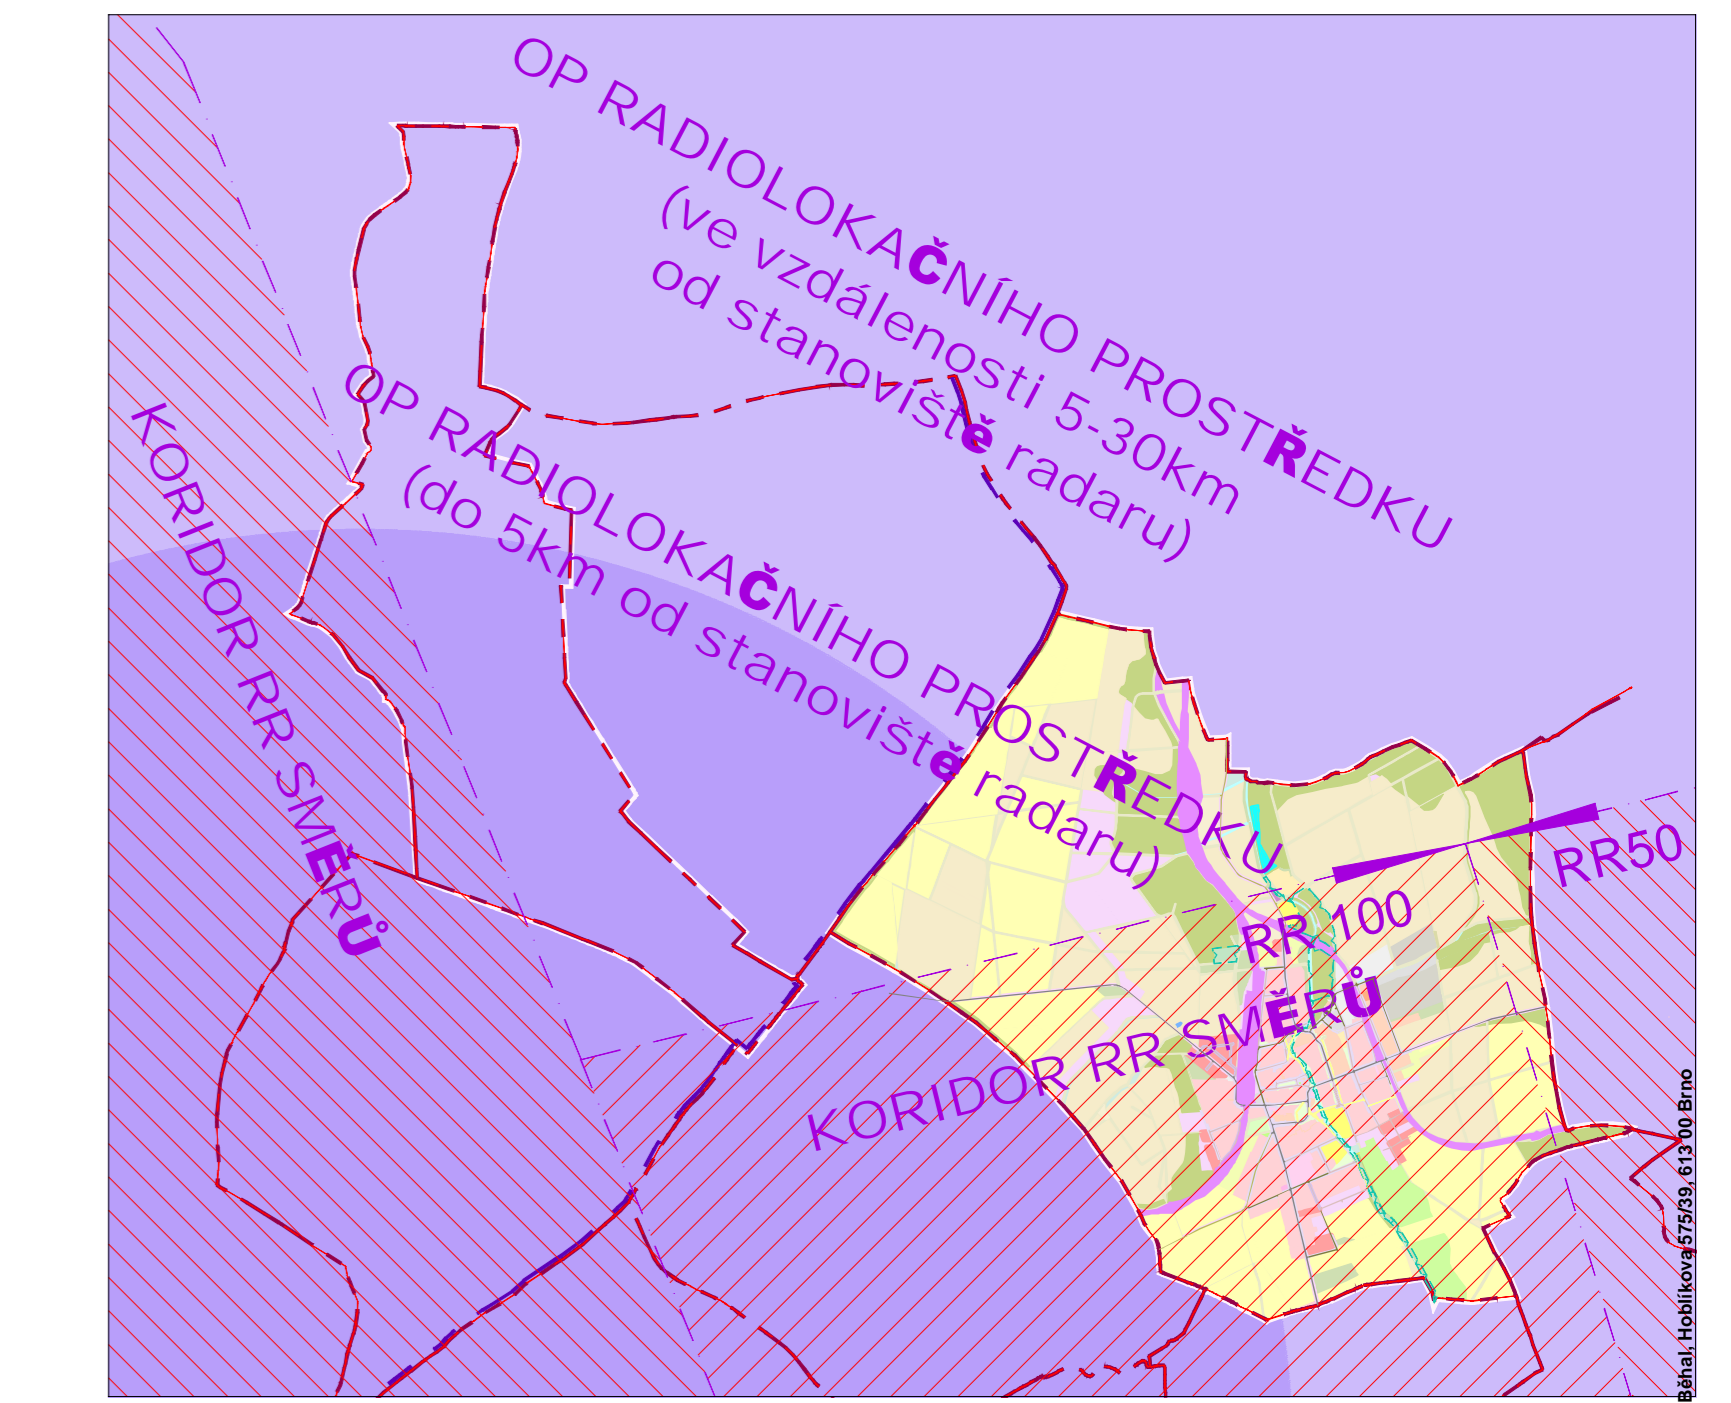 OP RADIOLOKAČNÍHO PROSTŘEDKU
(ve vzdálenosti 5-30km
od stanoviště radaru)
OP RADIOLOKAČNÍHO PROSTŘEDKU
(do 5km od stanoviště radaru)
KORIDOR RR SMĚRŮ
RR50
RR 100
KORIDOR RR SMĚRŮ
Běhal, Hoblíkova 575/39, 613 00 Brno